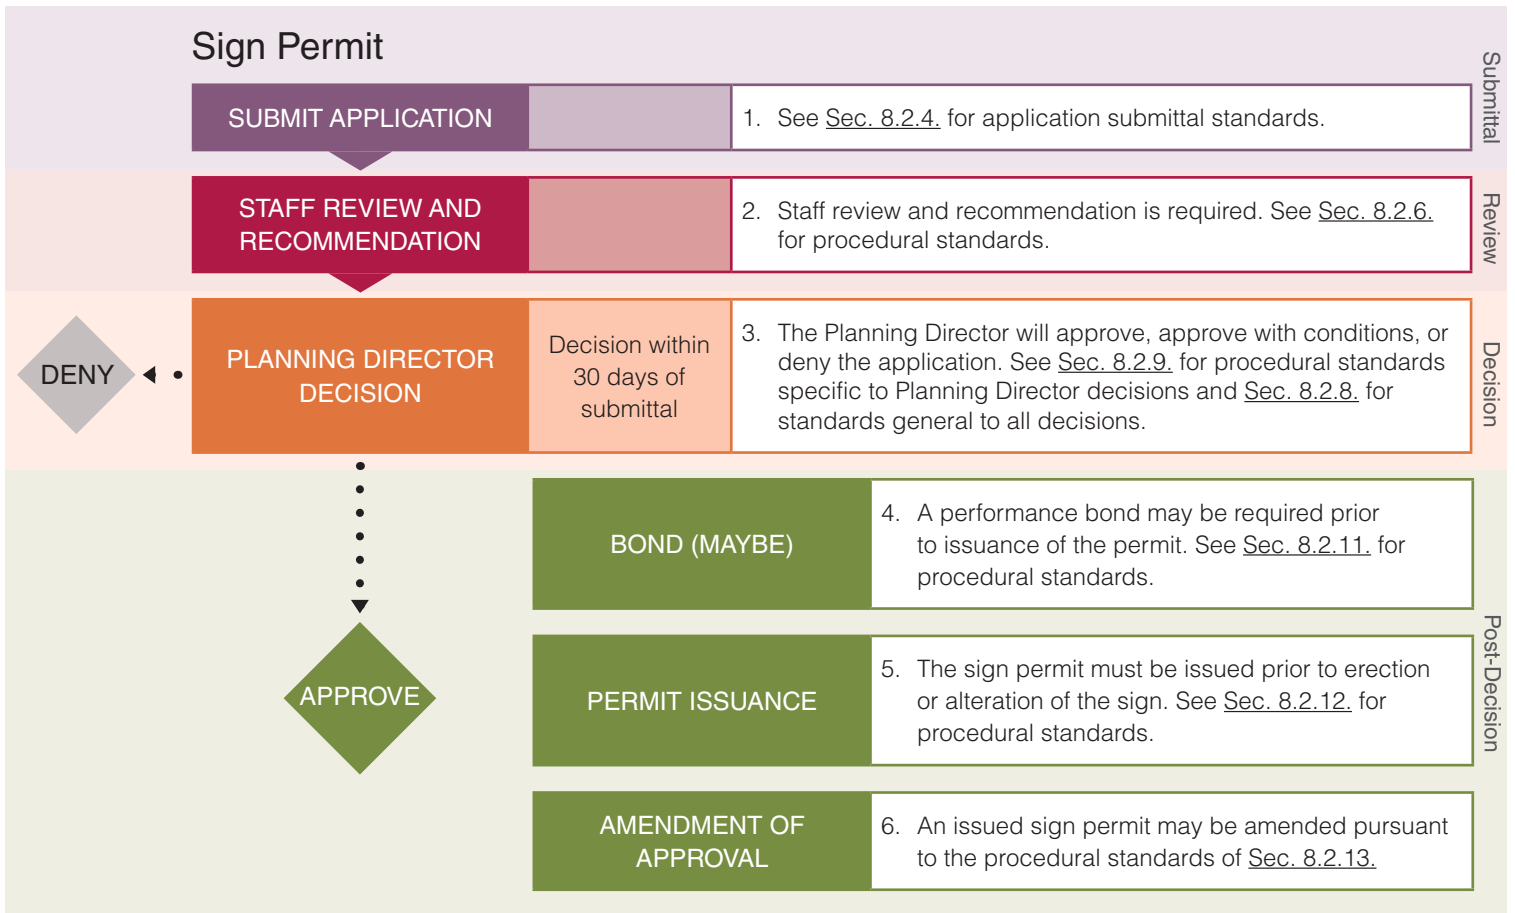 Sign Permit
Submittal
SUBMIT APPLICATION
1. See Sec. 8.2.4. for application submittal standards.
Review
STAFF REVIEW AND
RECOMMENDATION
2. Staff review and recommendation is required. See Sec. 8.2.6.
for procedural standards.
Decision
DENY
PLANNING DIRECTOR
DECISION
Decision within
30 days of
submittal
3. The Planning Director will approve, approve with conditions, or
deny the application. See Sec. 8.2.9. for procedural standards
specific to Planning Director decisions and Sec. 8.2.8. for
standards general to all decisions.
Post-Decision
APPROVE
BOND (MAYBE)
4. A performance bond may be required prior
to issuance of the permit. See Sec. 8.2.11. for
procedural standards.
PERMIT ISSUANCE
5. The sign permit must be issued prior to erection
or alteration of the sign. See Sec. 8.2.12. for
procedural standards.
AMENDMENT OF
APPROVAL
6. An issued sign permit may be amended pursuant
to the procedural standards of Sec. 8.2.13.